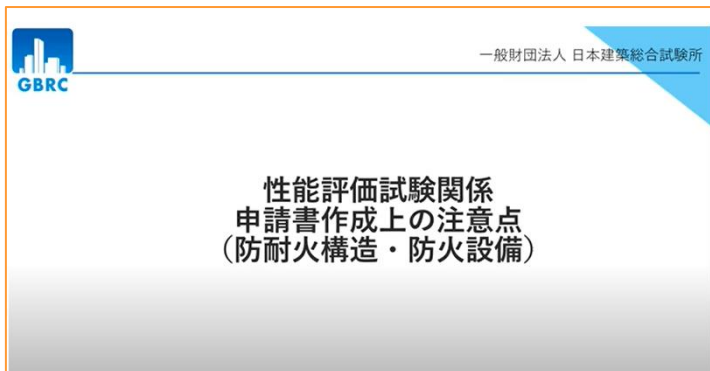 一般財団法人 日本建築総合試験所
GBRC
性能評価試験関係
申請書作成上の注意点
（防耐火構造・防火設備）